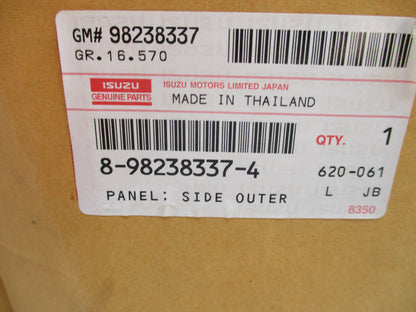 GM# 98238337
GR.16.570
ISUZU
GENUINE PARTS
ISUZU MOTORS LIMITED JAPAN
MADE IN THAILAND
QTY. 1
8-98238337-4
620-061
PANEL: SIDE OUTER
L JB
8350